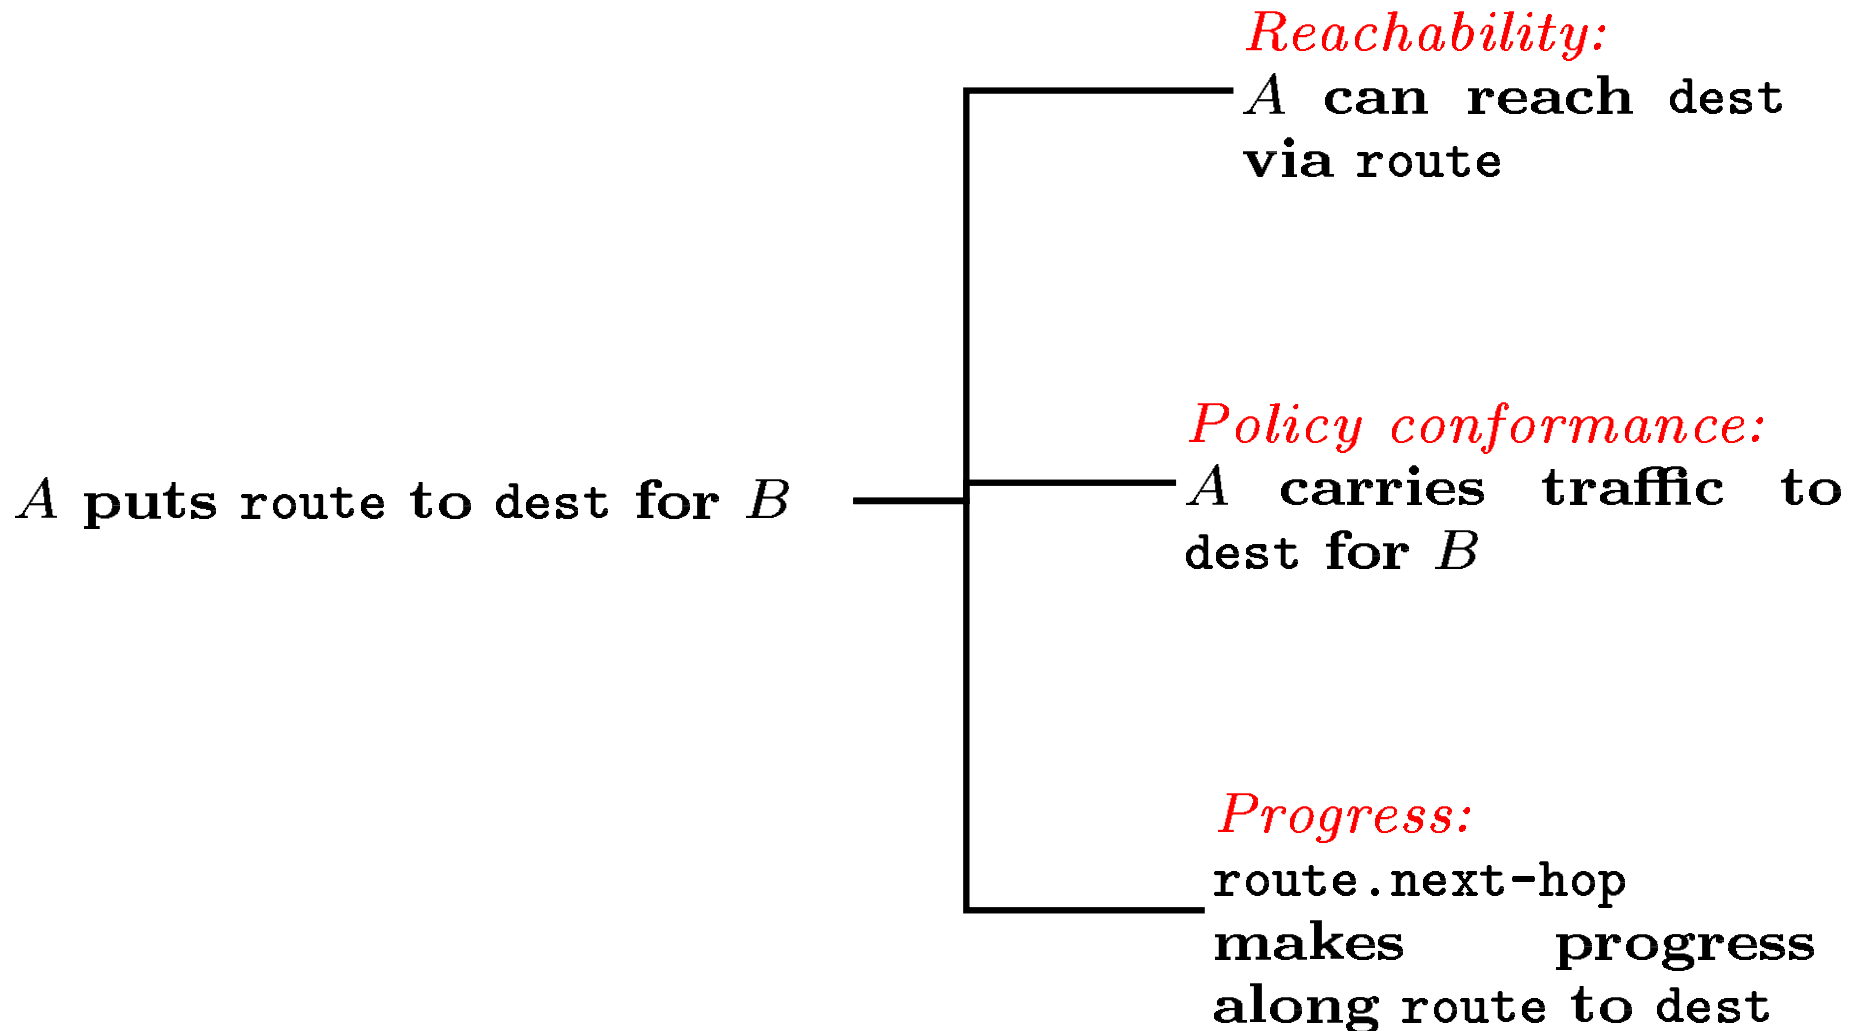 A puts route to dest for B
Reachability:
A can reach dest
via route
Policy conformance:
A carries traffic to
dest for B
Progress:
route.next-hop
makes progress
along route to dest